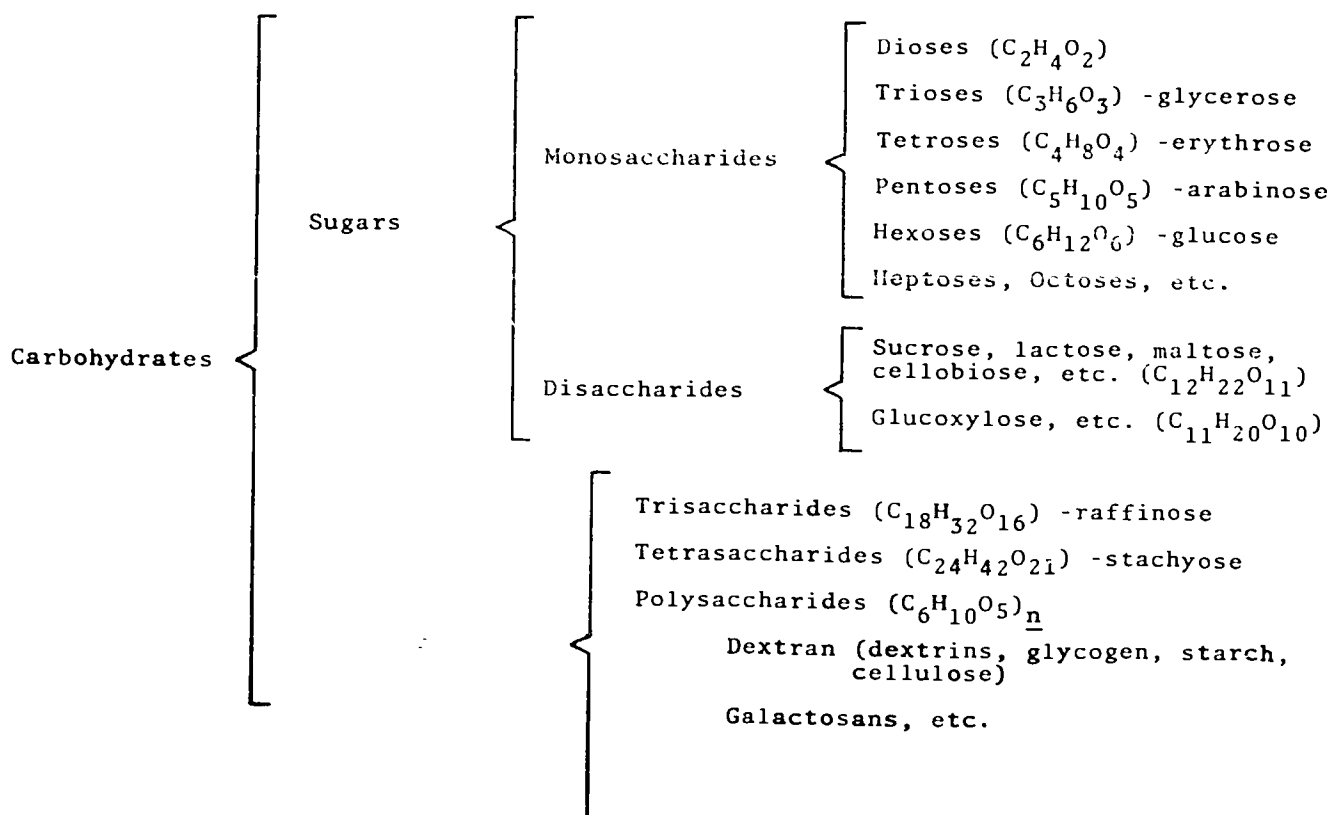 Carbohydrates
Sugars
Monosaccharides
Dioses (C2H4O2)
Trioses (C3H6O3) -glycerose
Tetroses (C4H8O4) -erythrose
Pentoses (C5H10O5) -arabinose
Hexoses (C6H12O6) -glucose
Heptoses, Octoses, etc.
Disaccharides
Sucrose, lactose, maltose,
cellobiose, etc. (C12H22O11)
Glucoxylose, etc. (C11H20O10)
Trisaccharides (C18H32O16) -raffinose
Tetrasaccharides (C24H42O21) -stachyose
Polysaccharides (C6H10O5)n
Dextran (dextrins, glycogen, starch,
cellulose)
Galactosans, etc.